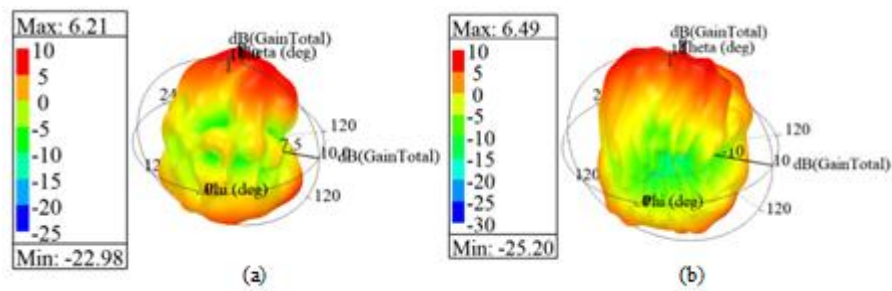 Max: 6.21
10
5
0
-5
-10
-15
-20
-25
Min: -22.98
dB(GainTotal)
Theta (deg)
120
7.5
10.0
dB(GainTotal)
120
Phi (deg)
(a)
Max: 6.49
10
5
0
-5
-10
-15
-20
-25
-30
Min: -25.20
dB(GainTotal)
Theta (deg)
120
-10
10
dB(GainTotal)
120
Phi (deg)
(b)